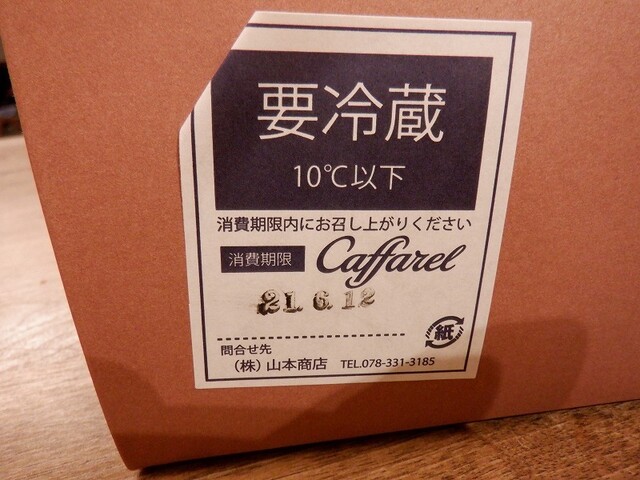 要冷蔵
10℃以下
消費期限内にお召し上がりください
消費期限 Caffarel
21.6.12
紙
問合せ先
(株)山本商店 TEL.078-331-3185